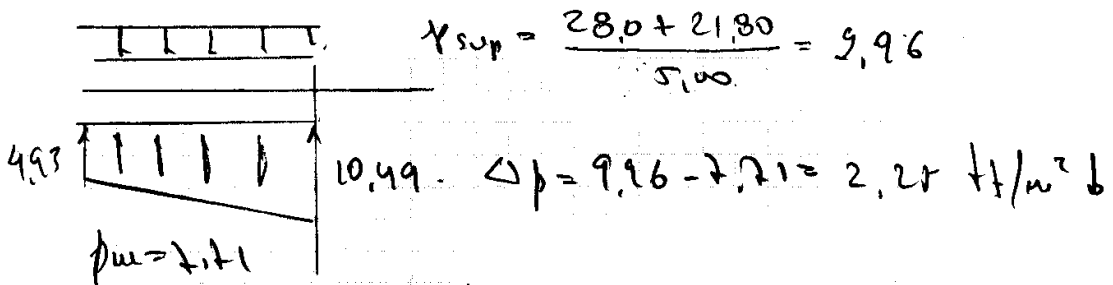 γsup = (28,0 + 21,80) / 5,00 = 9,96
4,93
10,49. Δp = 9,96 - 7,71 = 2,25 tf/m²
pm = 7,71